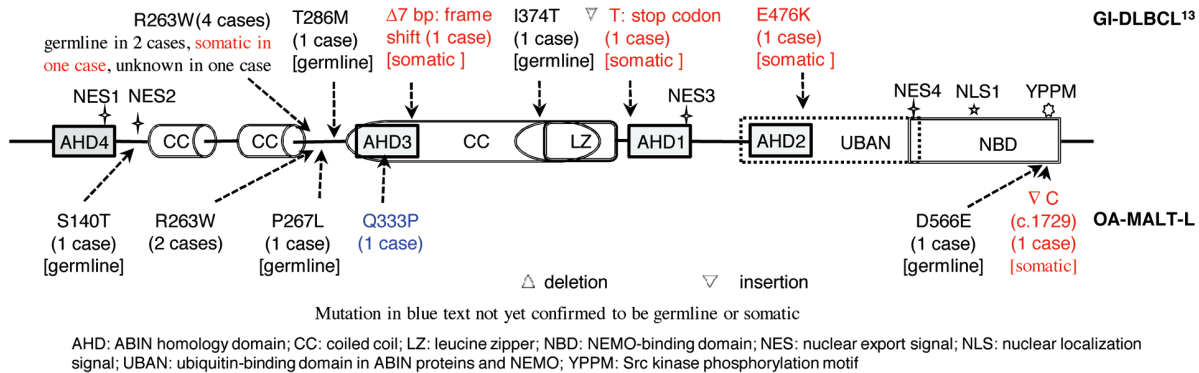 GI-DLBCL13
R263W(4 cases)
germline in 2 cases, somatic in
one case, unknown in one case
T286M
(1 case)
[germline]
Δ7 bp: frame
shift (1 case)
[somatic ]
I374T
(1 case)
[germline]
▽ T: stop codon
(1 case)
[somatic ]
E476K
(1 case)
[somatic ]
NES1
NES2
NES3
NES4
NLS1
YPPM
AHD4
CC
CC
AHD3
CC
LZ
AHD1
AHD2
UBAN
NBD
S140T
(1 case)
[germline]
R263W
(2 cases)
P267L
(1 case)
[germline]
Q333P
(1 case)
D566E
(1 case)
[germline]
∇ C
(c.1729)
(1 case)
[somatic]
OA-MALT-L
△ deletion
▽ insertion
Mutation in blue text not yet confirmed to be germline or somatic
AHD: ABIN homology domain; CC: coiled coil; LZ: leucine zipper; NBD: NEMO-binding domain; NES: nuclear export signal; NLS: nuclear localization
signal; UBAN: ubiquitin-binding domain in ABIN proteins and NEMO; YPPM: Src kinase phosphorylation motif